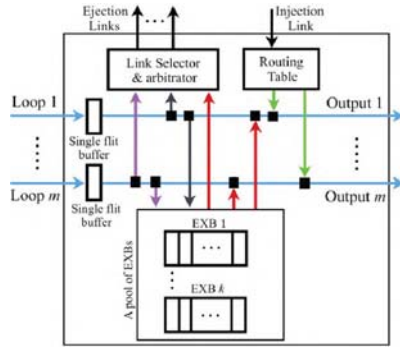 Ejection
Links
Injection
Link
Link Selector
& arbitrator
Routing
Table
Loop 1
Output 1
Single flit
buffer
Loop m
Output m
Single flit
buffer
A pool of EXBs
EXB 1
EXB k